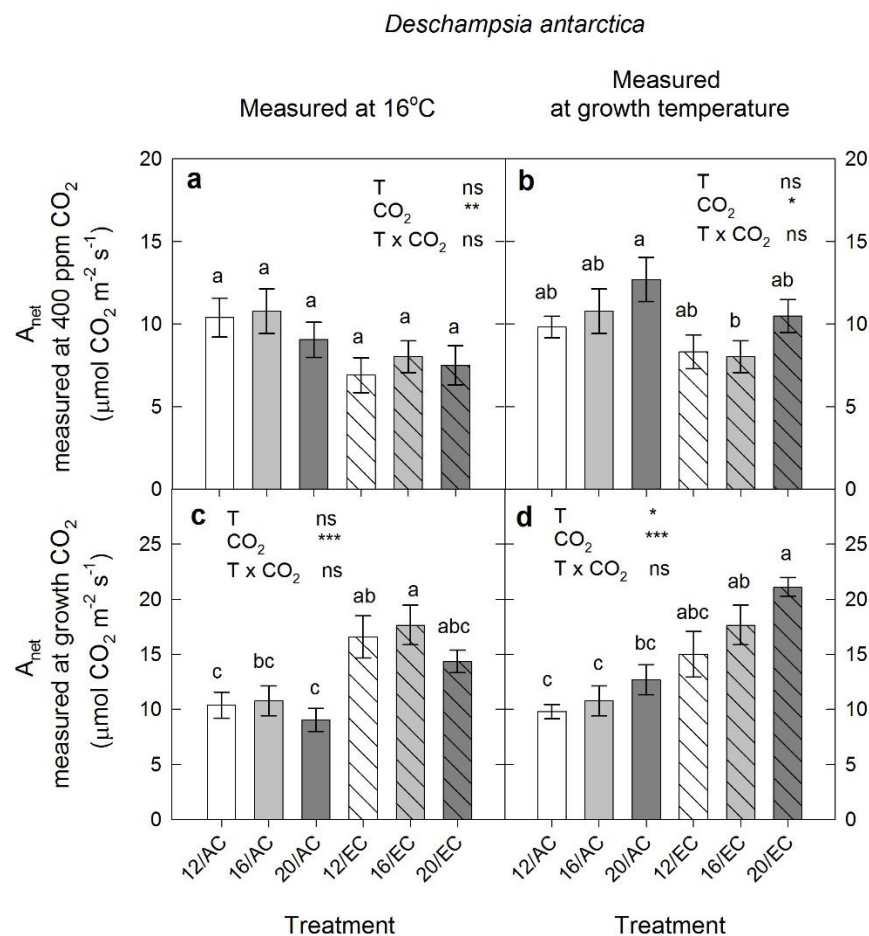 Deschampsia antarctica
Measured at 16°C
Measured
at growth temperature
A_net
measured at 400 ppm CO₂
(μmol CO₂ m⁻² s⁻¹)
20
15
10
5
0
a
T ns
CO₂ **
T x CO₂ ns
a
a
a
a
a
a
b
T ns
CO₂ *
T x CO₂ ns
ab
ab
a
ab
b
ab
20
15
10
5
0
A_net
measured at growth CO₂
(μmol CO₂ m⁻² s⁻¹)
25
20
15
10
5
0
c
T ns
CO₂ ***
T x CO₂ ns
c
bc
c
ab
a
abc
d
T *
CO₂ ***
T x CO₂ ns
c
c
bc
abc
ab
a
25
20
15
10
5
0
12/AC
16/AC
20/AC
12/EC
16/EC
20/EC
12/AC
16/AC
20/AC
12/EC
16/EC
20/EC
Treatment
Treatment